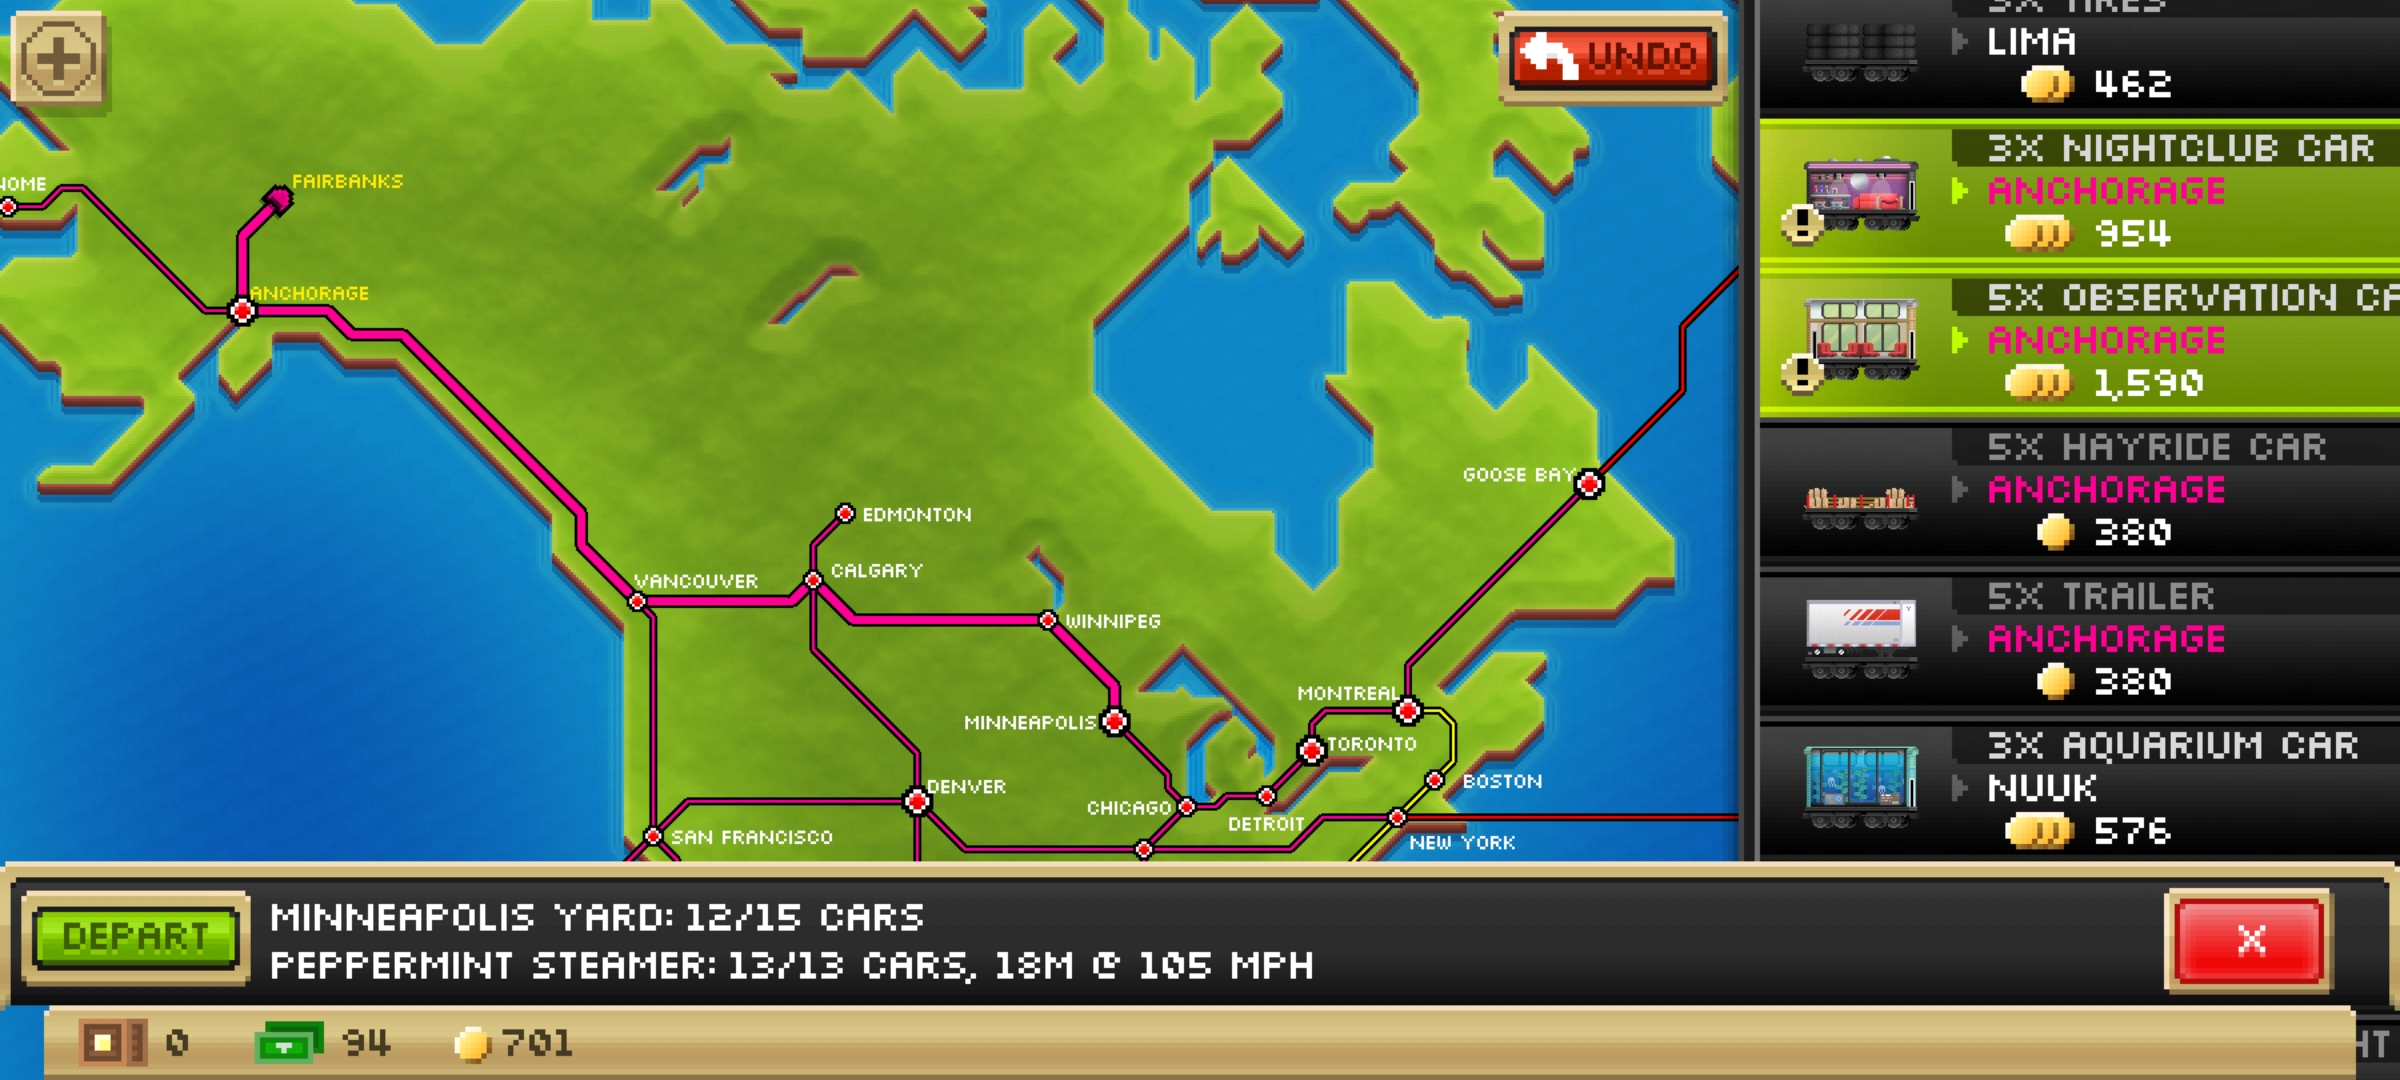 UNDO
FAIRBANKS
ANCHORAGE
EDMONTON
CALGARY
VANCOUVER
WINNIPEG
MINNEAPOLIS
GOOSE BAY
MONTREAL
TORONTO
BOSTON
DENVER
CHICAGO
DETROIT
SAN FRANCISCO
NEW YORK
LIMA
462
3X NIGHTCLUB CAR
ANCHORAGE
954
5X OBSERVATION CA
ANCHORAGE
1,590
5X HAYRIDE CAR
ANCHORAGE
380
5X TRAILER
ANCHORAGE
380
3X AQUARIUM CAR
NUUK
576
DEPART
MINNEAPOLIS YARD: 12/15 CARS
PEPPERMINT STEAMER: 13/13 CARS, 18M @ 105 MPH
X
0
94
701